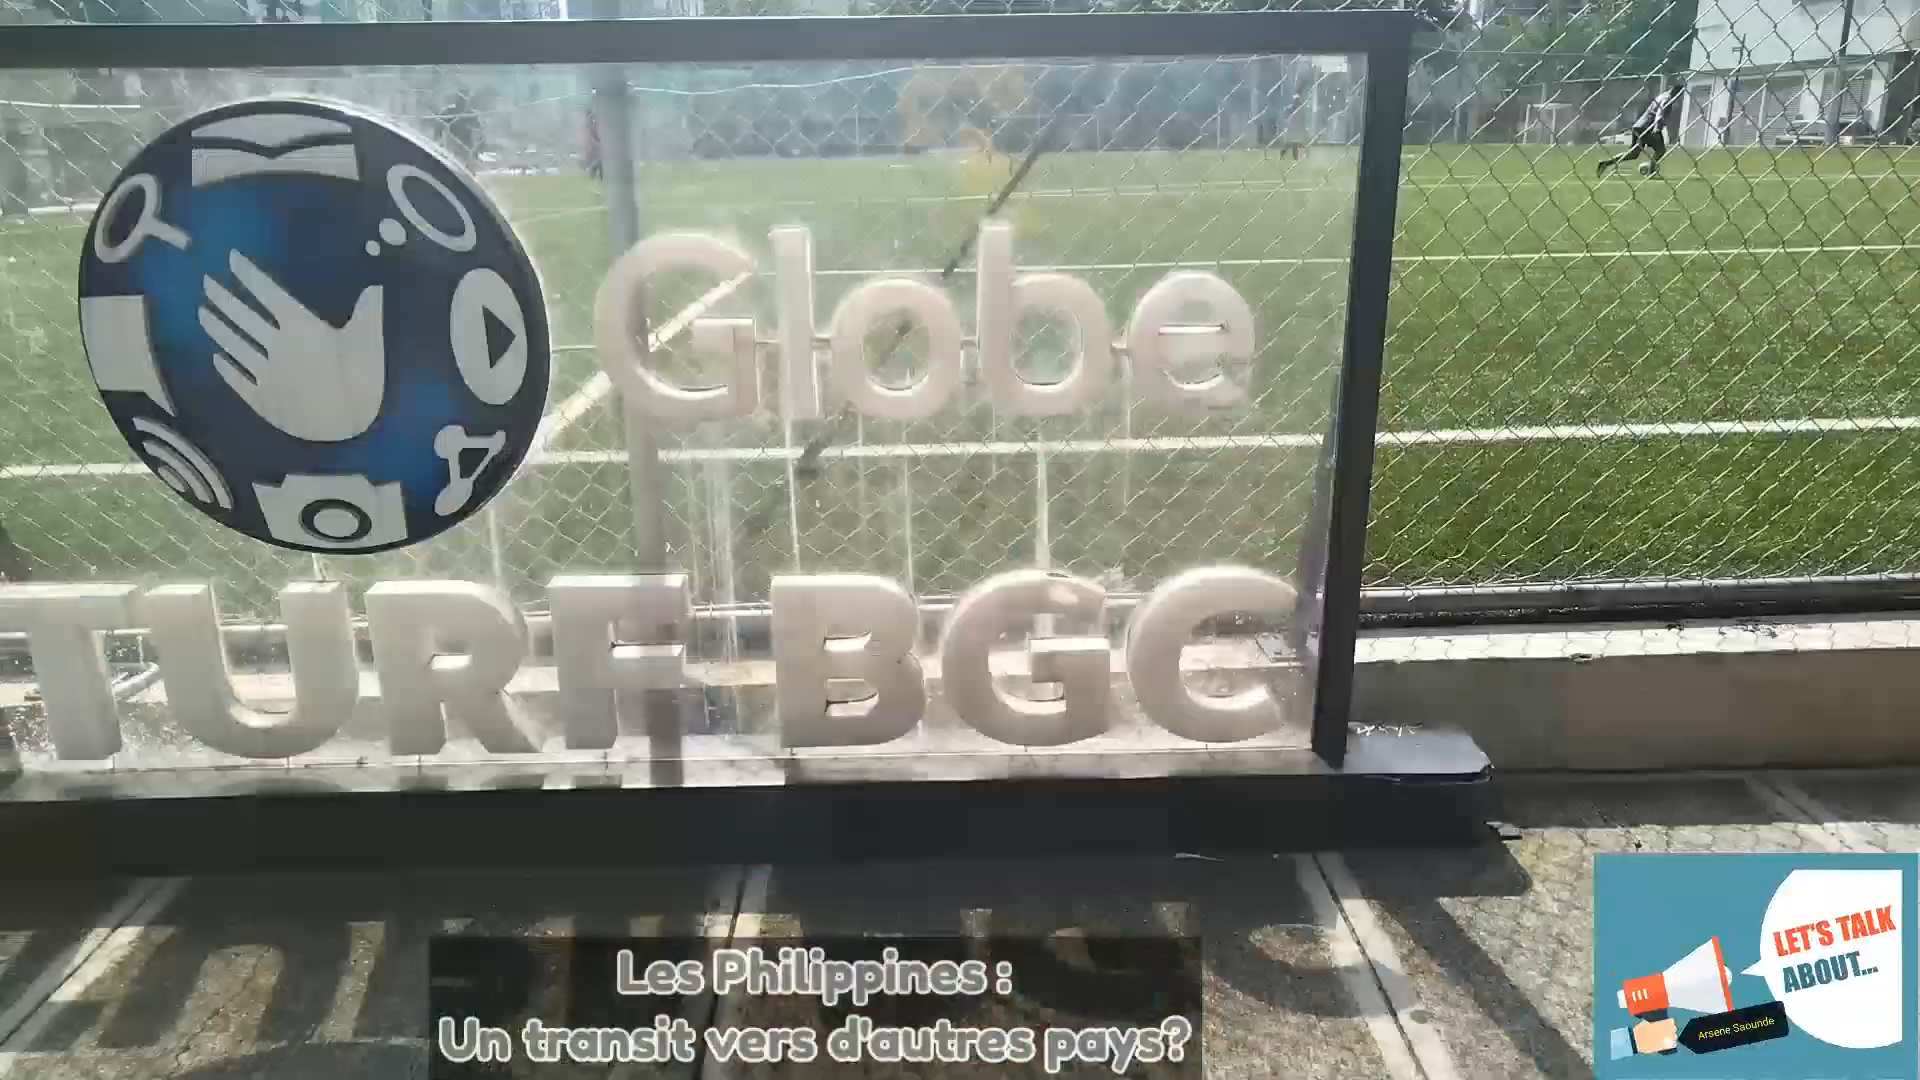 Globe
TURF BGC
Les Philippines :
Un transit vers d'autres pays?
LET'S TALK
ABOUT...
Arsene Saounde